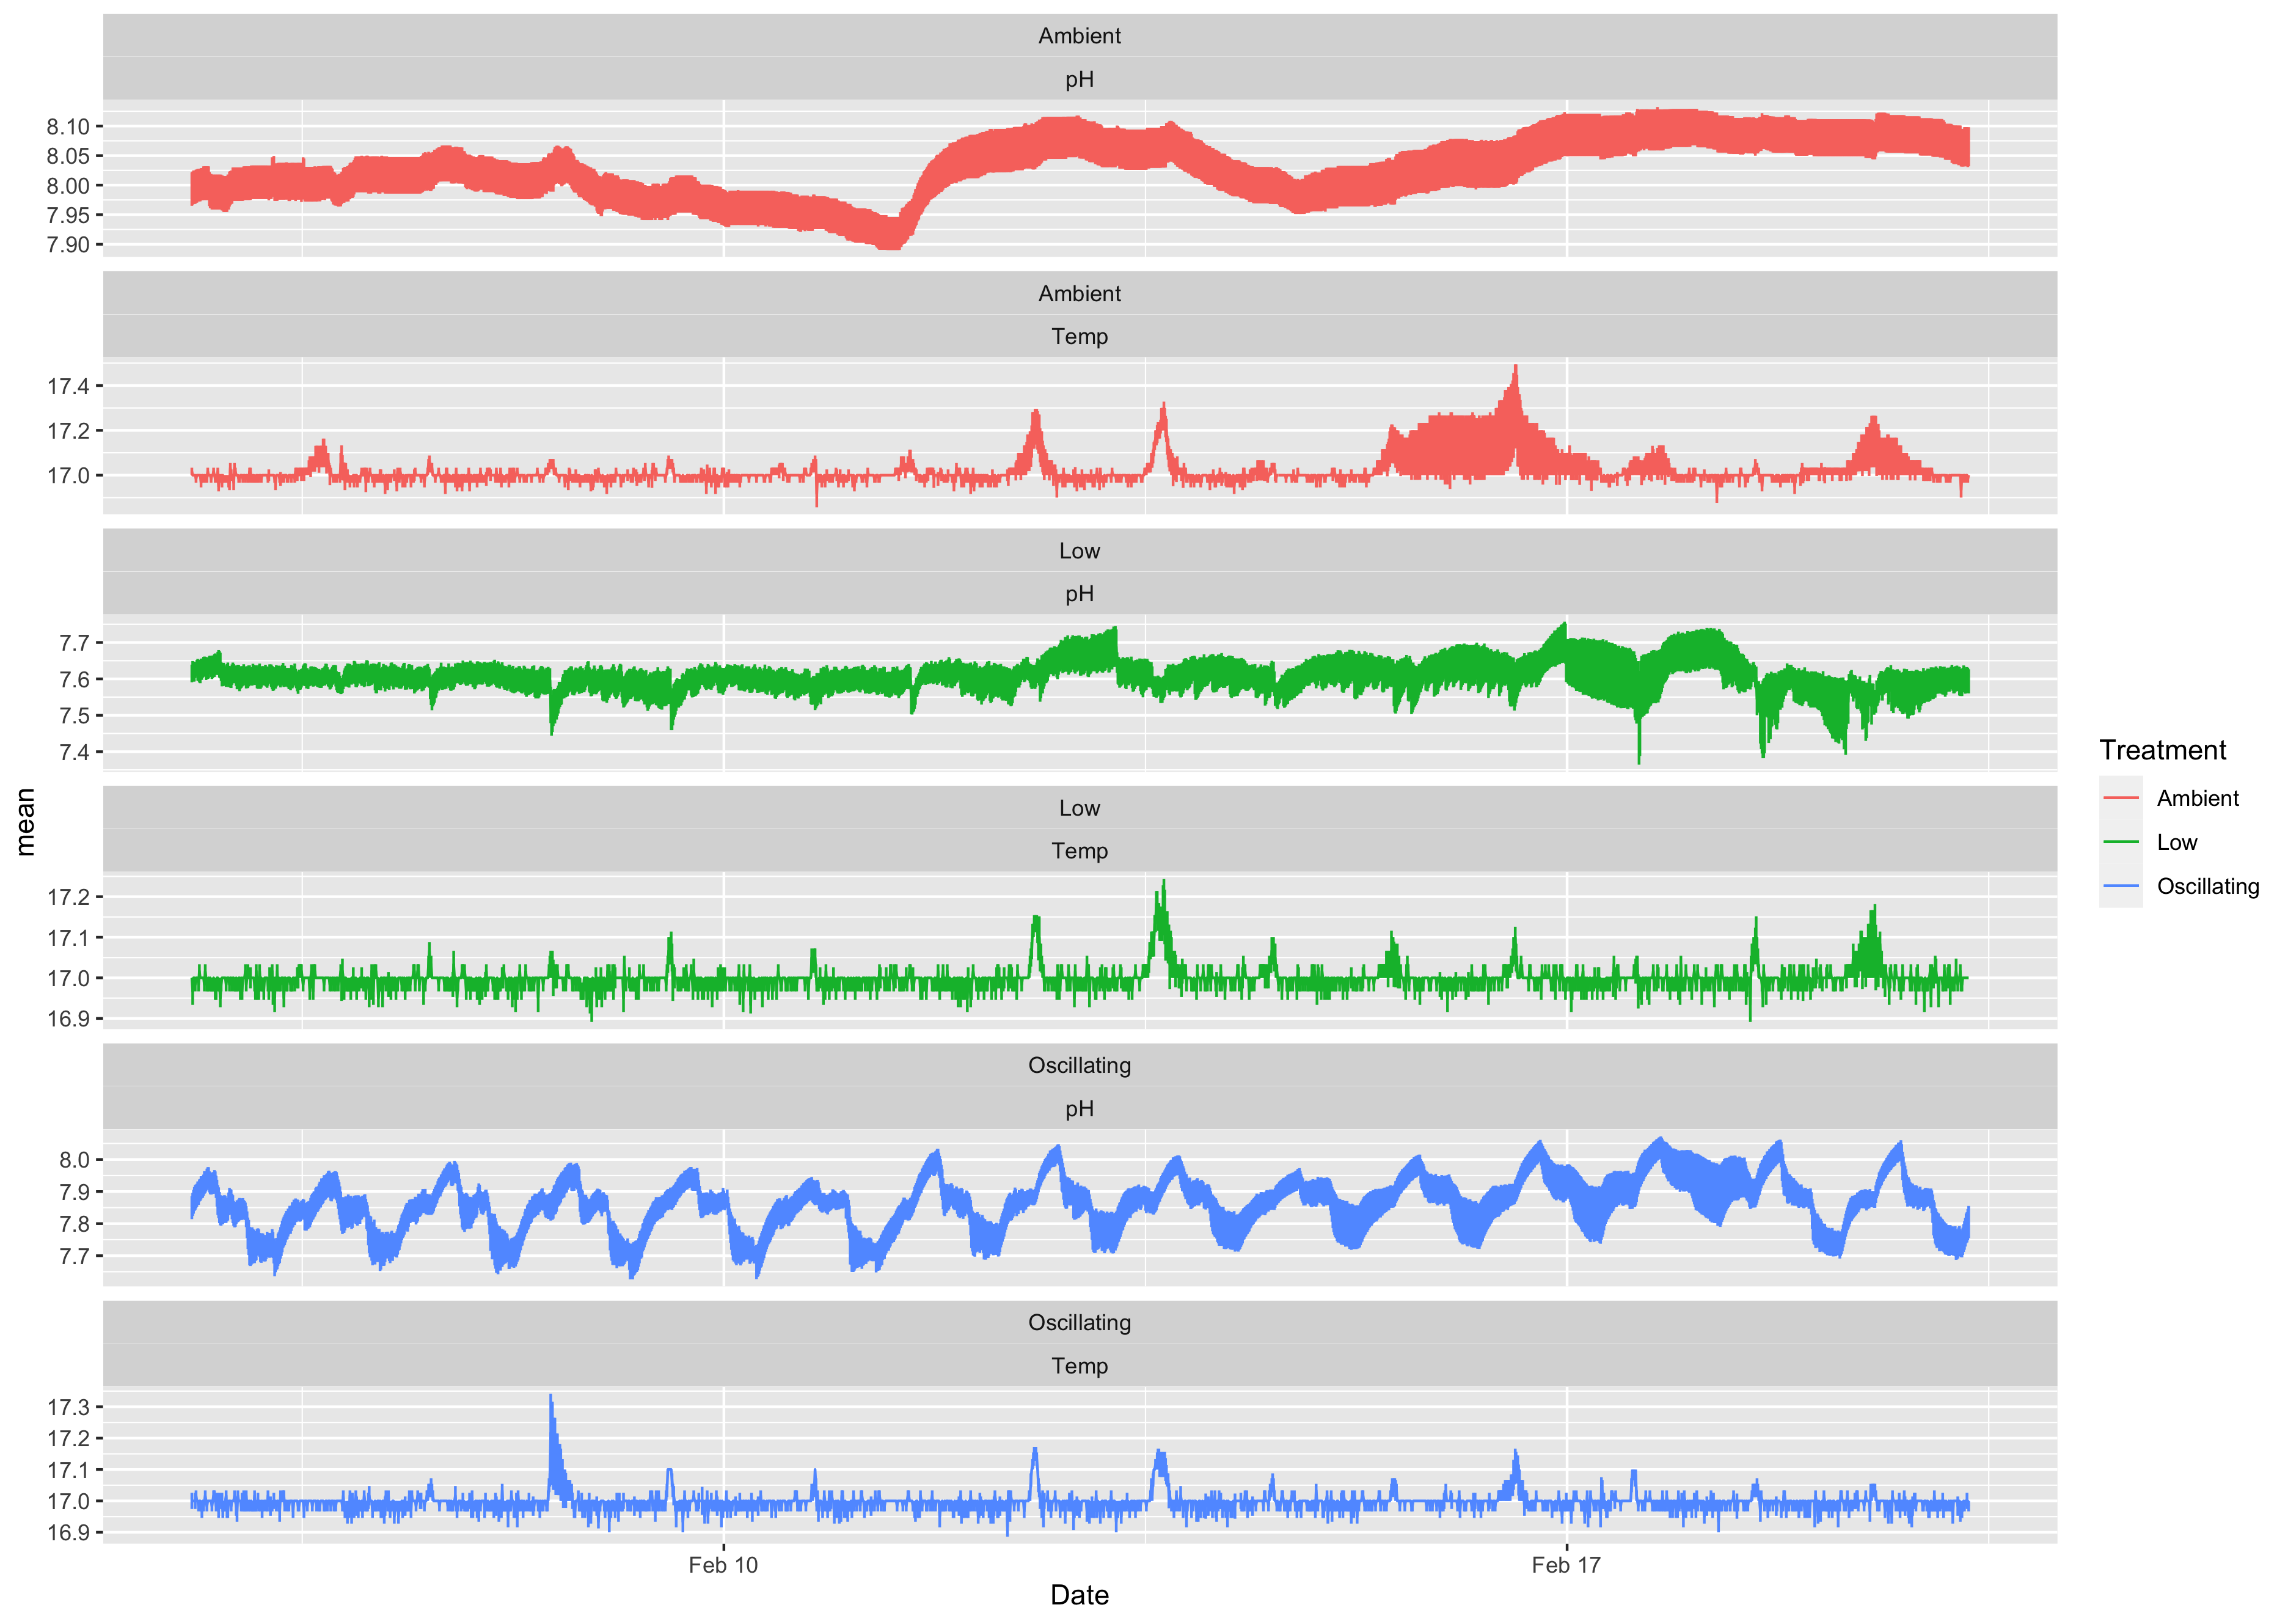 Ambient
pH
8.10
8.05
8.00
7.95
7.90
Ambient
Temp
17.4
17.2
17.0
Low
pH
7.7
7.6
7.5
7.4
Low
Temp
17.2
17.1
17.0
16.9
Oscillating
pH
8.0
7.9
7.8
7.7
Oscillating
Temp
17.3
17.2
17.1
17.0
16.9
Feb 10
Feb 17
Date
mean
Treatment
Ambient
Low
Oscillating